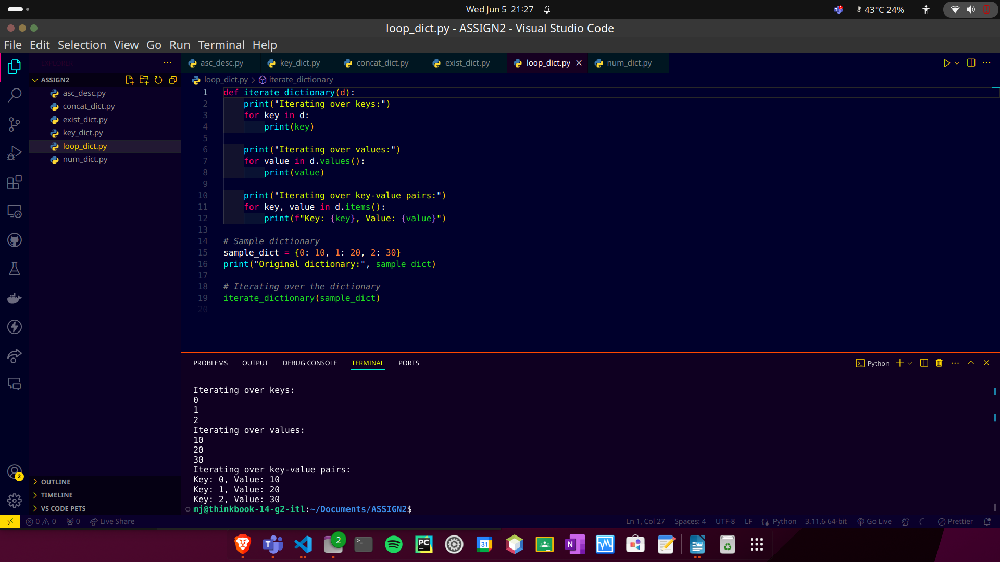 Wed Jun 5 21:27
43°C 24%
loop_dict.py - ASSIGN2 - Visual Studio Code
File Edit Selection View Go Run Terminal Help
EXPLORER
ASSIGN2
asc_desc.py
concat_dict.py
exist_dict.py
key_dict.py
loop_dict.py
num_dict.py
OUTLINE
TIMELINE
VS CODE PETS
asc_desc.py key_dict.py concat_dict.py exist_dict.py loop_dict.py num_dict.py
loop_dict.py > iterate_dictionary
1 def iterate_dictionary(d):
2 print("Iterating over keys:")
3 for key in d:
4 print(key)
5
6 print("Iterating over values:")
7 for value in d.values():
8 print(value)
9
10 print("Iterating over key-value pairs:")
11 for key, value in d.items():
12 print(f"Key: {key}, Value: {value}")
13
14 # Sample dictionary
15 sample_dict = {0: 10, 1: 20, 2: 30}
16 print("Original dictionary:", sample_dict)
17
18 # Iterating over the dictionary
19 iterate_dictionary(sample_dict)
20
PROBLEMS OUTPUT DEBUG CONSOLE TERMINAL PORTS
Python
Iterating over keys:
0
1
2
Iterating over values:
10
20
30
Iterating over key-value pairs:
Key: 0, Value: 10
Key: 1, Value: 20
Key: 2, Value: 30
mj@thinkbook-14-g2-itl:~/Documents/ASSIGN2$
2
0 0 0 Live Share
Ln 1, Col 27 Spaces: 4 UTF-8 LF Python 3.11.6 64-bit Go Live Prettier
2
PC
31
N